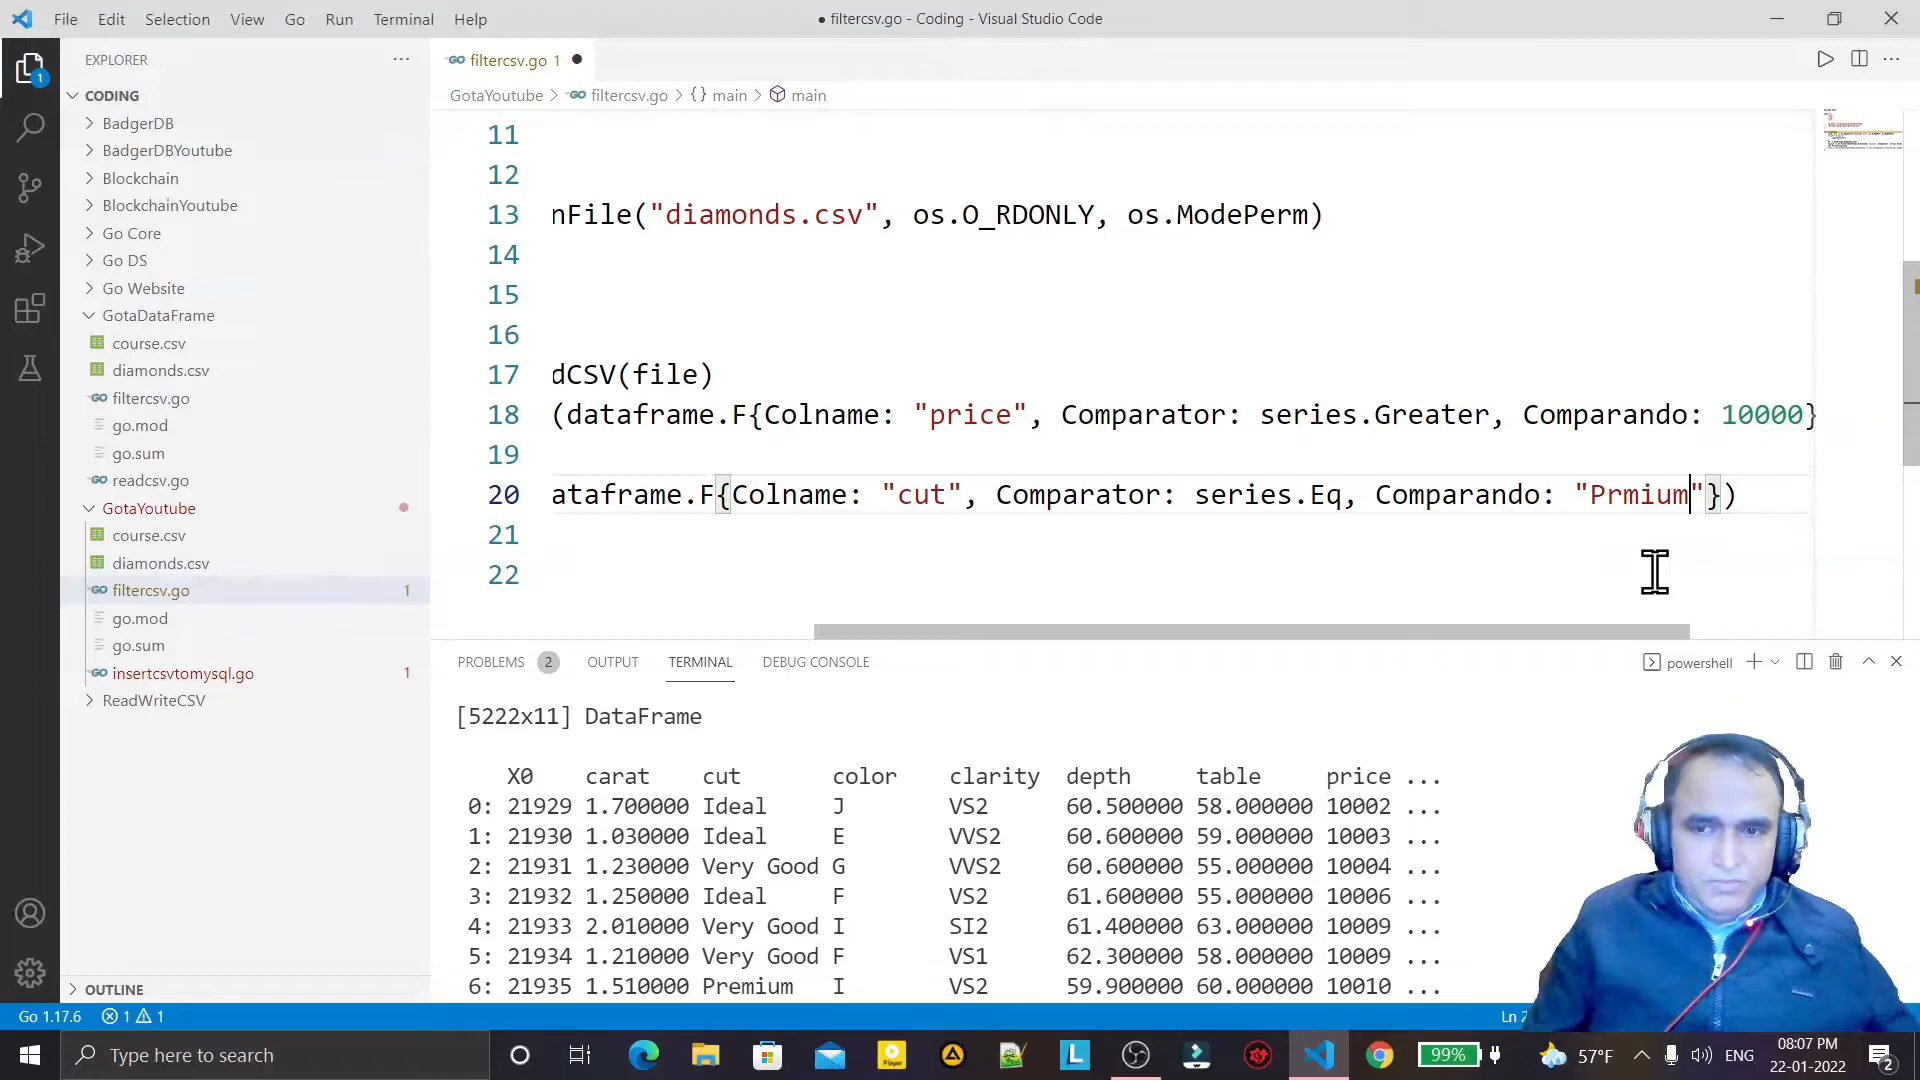 File Edit Selection View Go Run Terminal Help
● filtercsv.go - Coding - Visual Studio Code
EXPLORER ...
filtercsv.go 1 ●
GotaYoutube > filtercsv.go > {} main > main
1
CODING
BadgerDB
BadgerDBYoutube
Blockchain
BlockchainYoutube
Go Core
Go DS
Go Website
GotaDataFrame
course.csv
diamonds.csv
filtercsv.go
go.mod
go.sum
readcsv.go
GotaYoutube
course.csv
diamonds.csv
filtercsv.go 1
go.mod
go.sum
insertcsvtomysql.go 1
ReadWriteCSV
OUTLINE
11
12
13 nFile("diamonds.csv", os.O_RDONLY, os.ModePerm)
14
15
16
17 dCSV(file)
18 (dataframe.F{Colname: "price", Comparator: series.Greater, Comparando: 10000}
19
20 ataframe.F{Colname: "cut", Comparator: series.Eq, Comparando: "Prmium"})
21
22
PROBLEMS 2 OUTPUT TERMINAL DEBUG CONSOLE
powershell
[5222x11] DataFrame
X0 carat cut color clarity depth table price ...
0: 21929 1.700000 Ideal J VS2 60.500000 58.000000 10002 ...
1: 21930 1.030000 Ideal E VVS2 60.600000 59.000000 10003 ...
2: 21931 1.230000 Very Good G VVS2 60.600000 55.000000 10004 ...
3: 21932 1.250000 Ideal F VS2 61.600000 55.000000 10006 ...
4: 21933 2.010000 Very Good I SI2 61.400000 63.000000 10009 ...
5: 21934 1.210000 Very Good F VS1 62.300000 58.000000 10009 ...
6: 21935 1.510000 Premium I VS2 59.900000 60.000000 10010 ...
Go 1.17.6 1 1
Type here to search
Player
L
99%
57°F
ENG
08:07 PM
22-01-2022
2